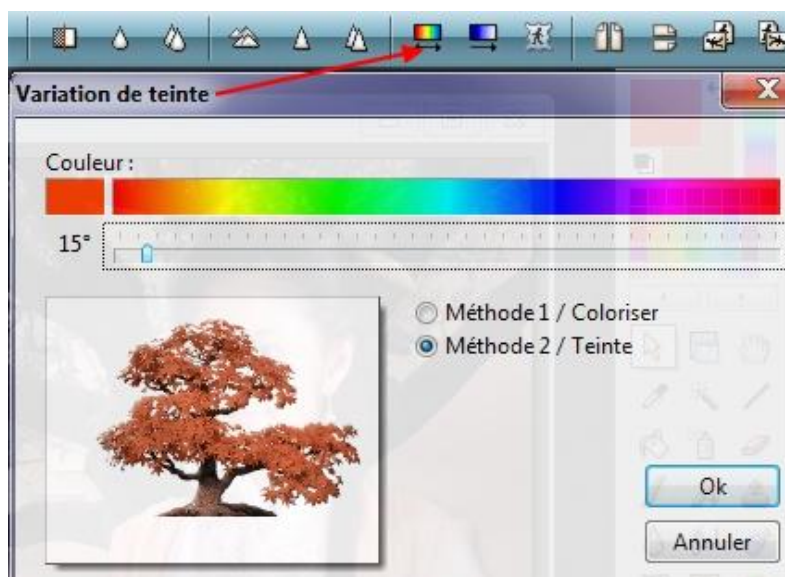 Variation de teinte
X
Couleur :
15°
Méthode 1 / Coloriser
Méthode 2 / Teinte
Ok
Annuler